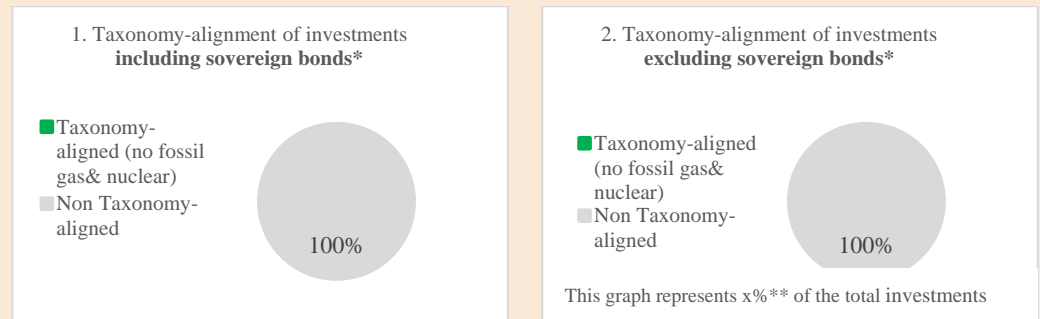 1. Taxonomy-alignment of investments
including sovereign bonds*
Taxonomy-
aligned (no fossil
gas& nuclear)
Non Taxonomy-
aligned
100%
2. Taxonomy-alignment of investments
excluding sovereign bonds*
Taxonomy-aligned
(no fossil gas&
nuclear)
Non Taxonomy-
aligned
100%
This graph represents x%** of the total investments